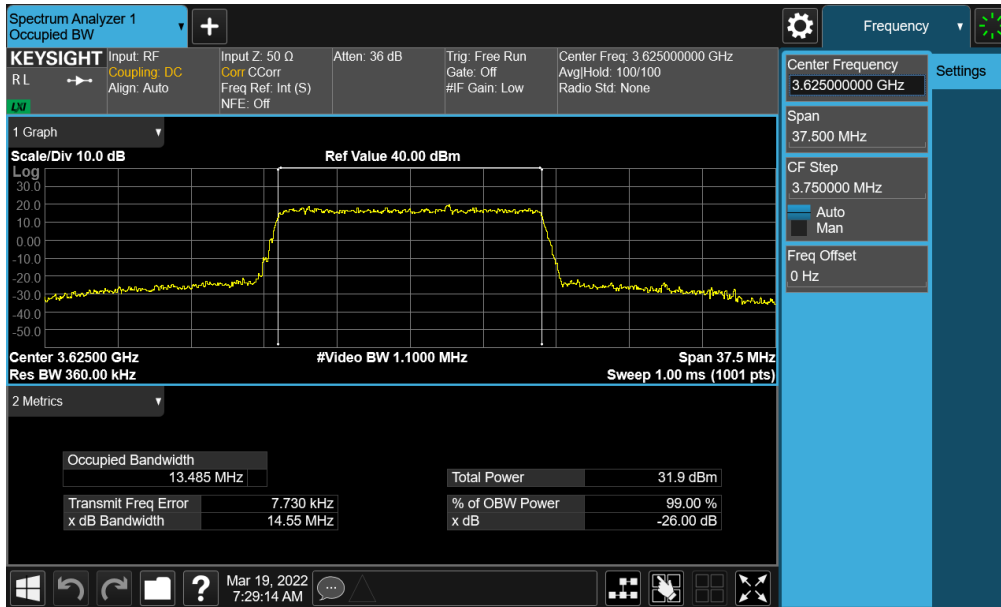 Spectrum Analyzer 1
Occupied BW
Frequency
KEYSIGHT
R L
LXI
Input: RF
Coupling: DC
Align: Auto
Input Z: 50 Ω
Corr CCorr
Freq Ref: Int (S)
NFE: Off
Atten: 36 dB
Trig: Free Run
Gate: Off
#IF Gain: Low
Center Freq: 3.625000000 GHz
Avg|Hold: 100/100
Radio Std: None
Center Frequency
3.625000000 GHz
Settings
Span
37.500 MHz
CF Step
3.750000 MHz
Auto
Man
Freq Offset
0 Hz
1 Graph
Scale/Div 10.0 dB
Ref Value 40.00 dBm
Log
30.0
20.0
10.0
0.00
-10.0
-20.0
-30.0
-40.0
-50.0
Center 3.62500 GHz
#Video BW 1.1000 MHz
Span 37.5 MHz
Res BW 360.00 kHz
Sweep 1.00 ms (1001 pts)
2 Metrics
Occupied Bandwidth
13.485 MHz
Total Power 31.9 dBm
Transmit Freq Error 7.730 kHz
% of OBW Power 99.00 %
x dB Bandwidth 14.55 MHz
x dB -26.00 dB
?
Mar 19, 2022
7:29:14 AM